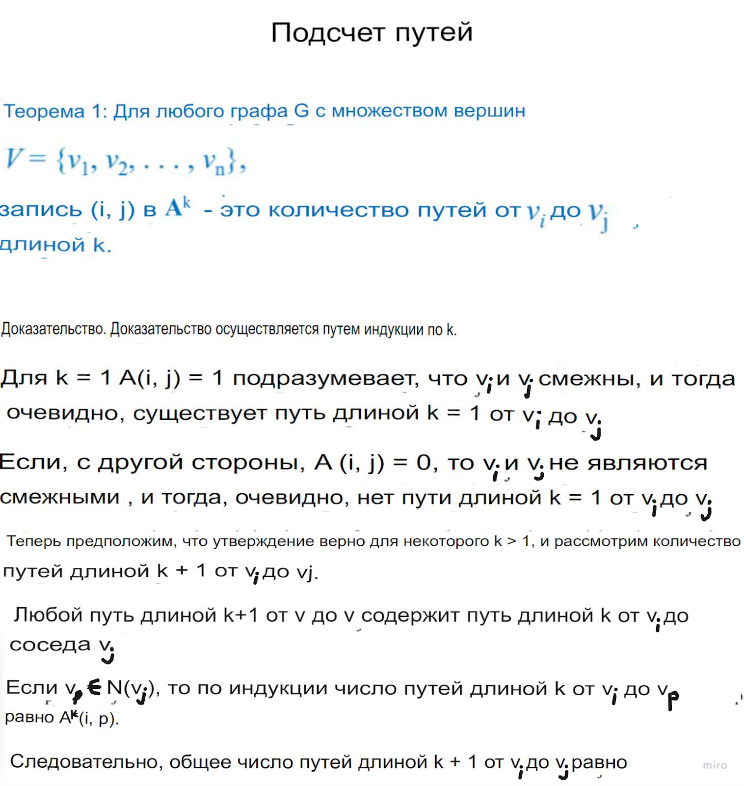 Подсчет путей
Теорема 1: Для любого графа G с множеством вершин
V = {v₁, v₂, . . . , vₙ},
запись (i, j) в Aᵏ - это количество путей от vᵢ до vⱼ ,
длиной k.
Доказательство. Доказательство осуществляется путем индукции по k.
Для k = 1 A(i, j) = 1 подразумевает, что vᵢ и vⱼ смежны, и тогда
очевидно, существует путь длиной k = 1 от vᵢ до vⱼ
Если, с другой стороны, A (i, j) = 0, то vᵢ и vⱼ не являются
смежными , и тогда, очевидно, нет пути длиной k = 1 от vᵢ до vⱼ
Теперь предположим, что утверждение верно для некоторого k > 1, и рассмотрим количество
путей длиной k + 1 от vᵢ до vj.
Любой путь длиной k+1 от v до v содержит путь длиной k от vᵢ до
соседа vⱼ
Если vₚ ∈ N(vⱼ), то по индукции число путей длиной k от vᵢ до vₚ
равно Aᵏ(i, p).
Следовательно, общее число путей длиной k + 1 от vᵢ до vⱼ равно
miro